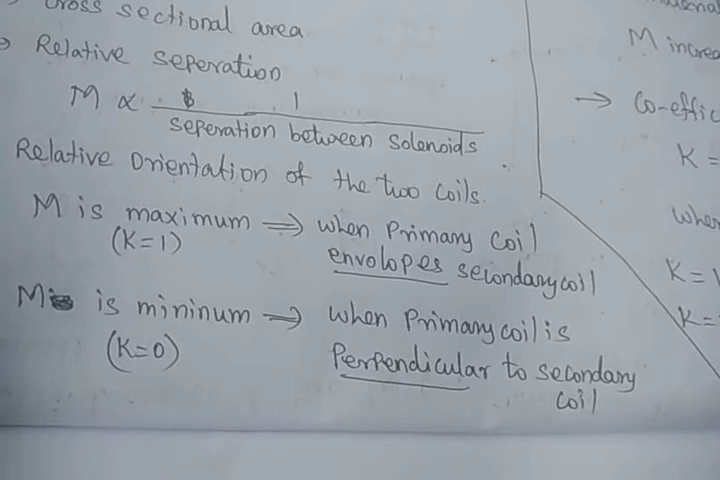 Cross sectional area
Relative Seperation
M ∝ 1
Seperation between Solenoids
Relative Orientation of the two coils.
M is maximum ⇒ when Primary Coil
(K=1) envolopes secondary coil
M is mininum ⇒ when Primary coil is
(K=0) Perpendicular to secondary
coil
M increa
→ Co-effic
K =
when
K = 1
K =